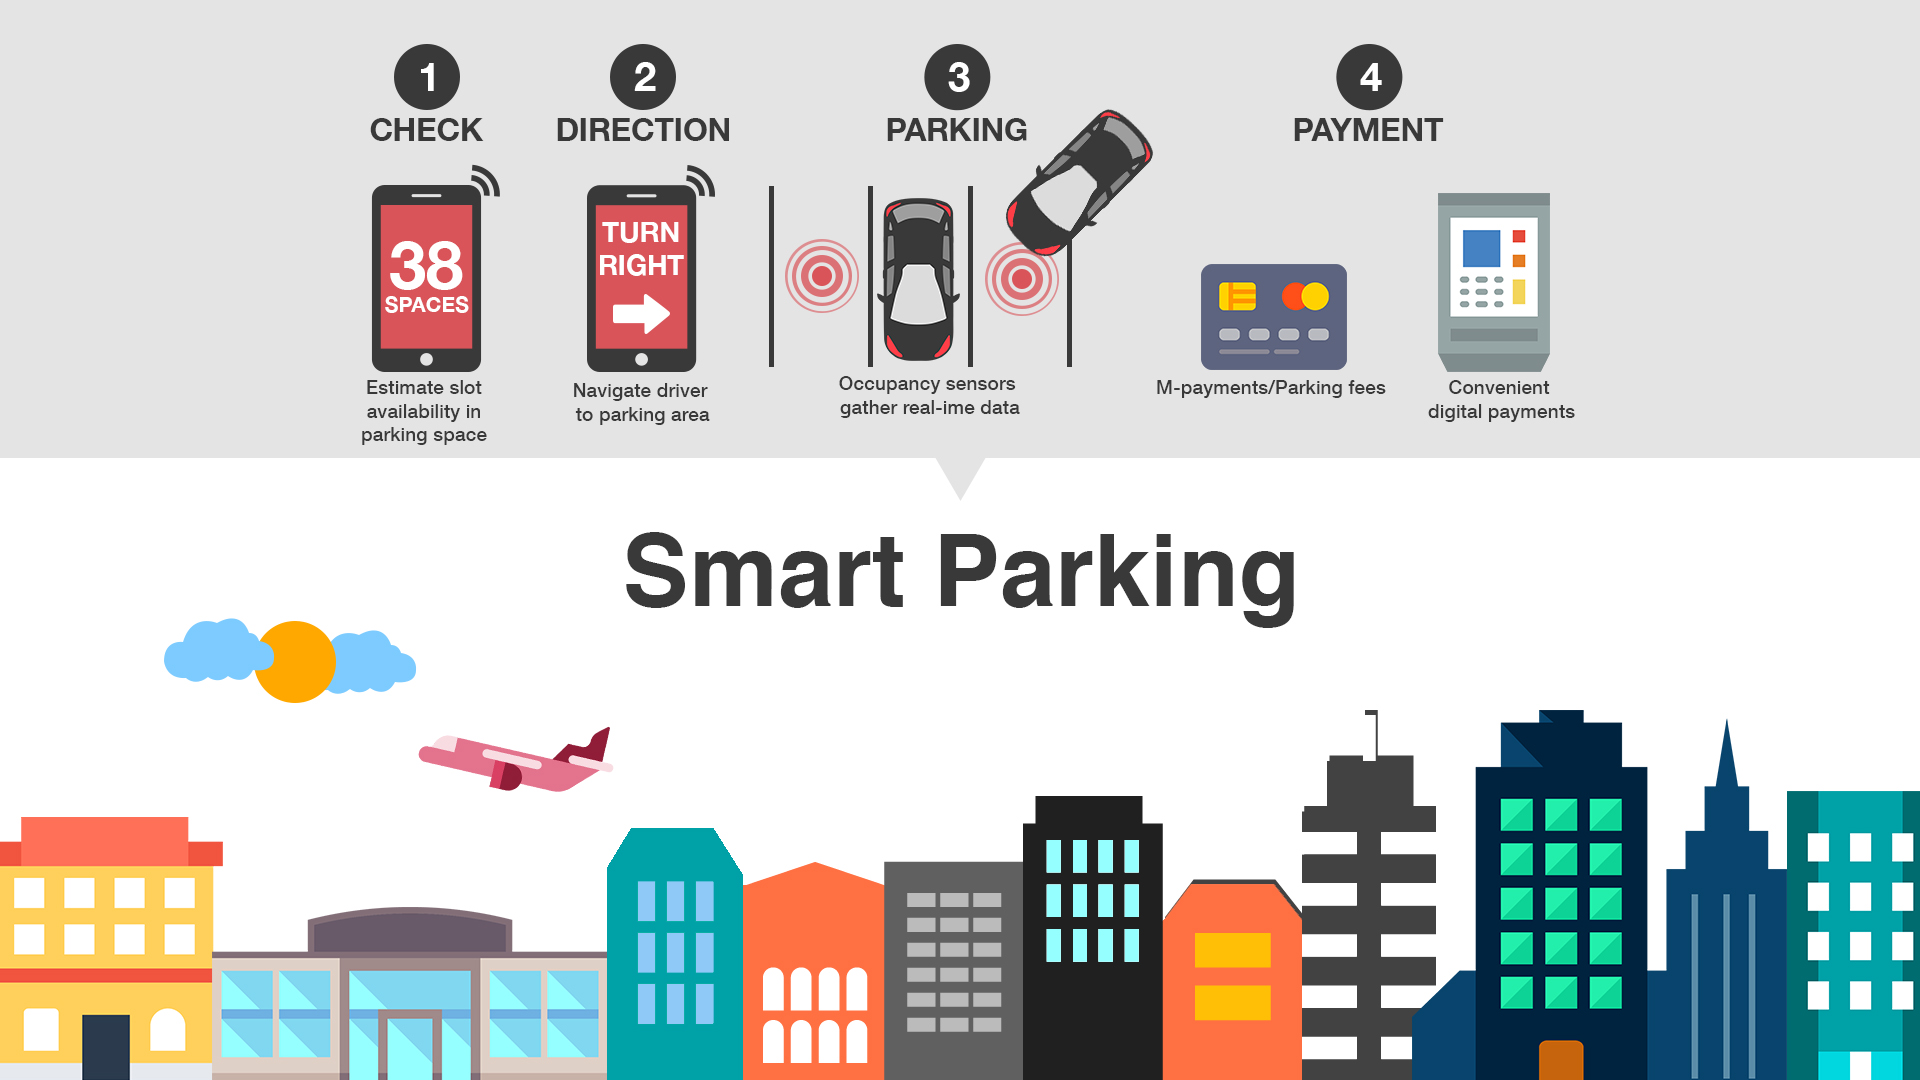 1
CHECK
38
SPACES
Estimate slot
availability in
parking space
2
DIRECTION
TURN
RIGHT
Navigate driver
to parking area
3
PARKING
Occupancy sensors
gather real-ime data
4
PAYMENT
M-payments/Parking fees
Convenient
digital payments
Smart Parking